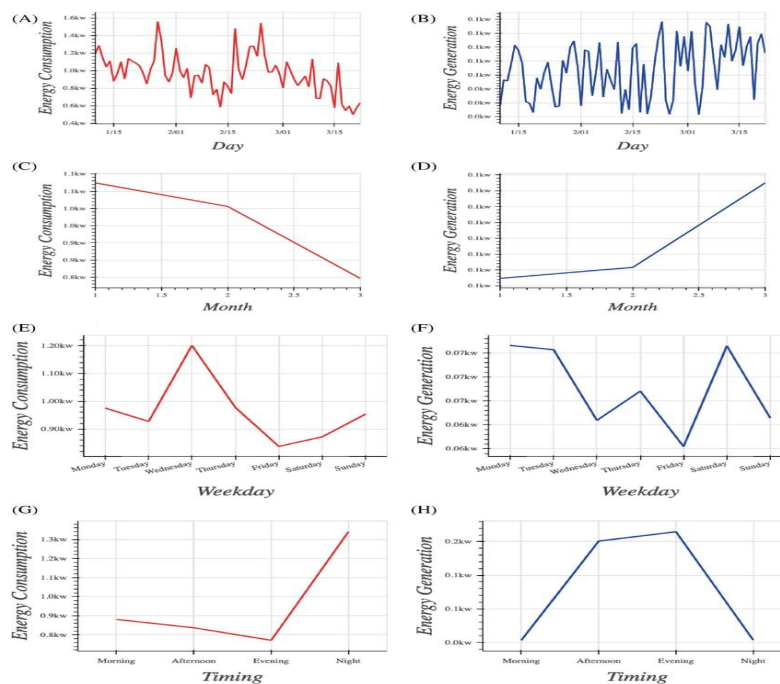 (A)
Energy Consumption
1.6kw
1.4kw
1.2kw
1.0kw
0.8kw
0.6kw
0.4kw
1/15
2/01
2/15
3/01
3/15
Day
(B)
Energy Generation
0.1kw
0.1kw
0.1kw
0.1kw
0.1kw
0.0kw
0.0kw
0.0kw
1/15
2/01
2/15
3/01
3/15
Day
(C)
Energy Consumption
1.1kw
1.1kw
1.0kw
1.0kw
0.9kw
0.9kw
0.8kw
1
1.5
2
2.5
3
Month
(D)
Energy Generation
0.1kw
0.1kw
0.1kw
0.1kw
0.1kw
0.1kw
0.1kw
0.1kw
1
1.5
2
2.5
3
Month
(E)
Energy Consumption
1.20kw
1.10kw
1.00kw
0.90kw
Monday
Tuesday
Wednesday
Thursday
Friday
Saturday
Sunday
Weekday
(F)
Energy Generation
0.07kw
0.07kw
0.06kw
0.06kw
Monday
Tuesday
Wednesday
Thursday
Friday
Saturday
Sunday
Weekday
(G)
Energy Consumption
1.3kw
1.2kw
1.1kw
1.0kw
0.9kw
0.8kw
Morning
Afternoon
Evening
Night
Timing
(H)
Energy Generation
0.2kw
0.1kw
0.1kw
0.0kw
Morning
Afternoon
Evening
Night
Timing